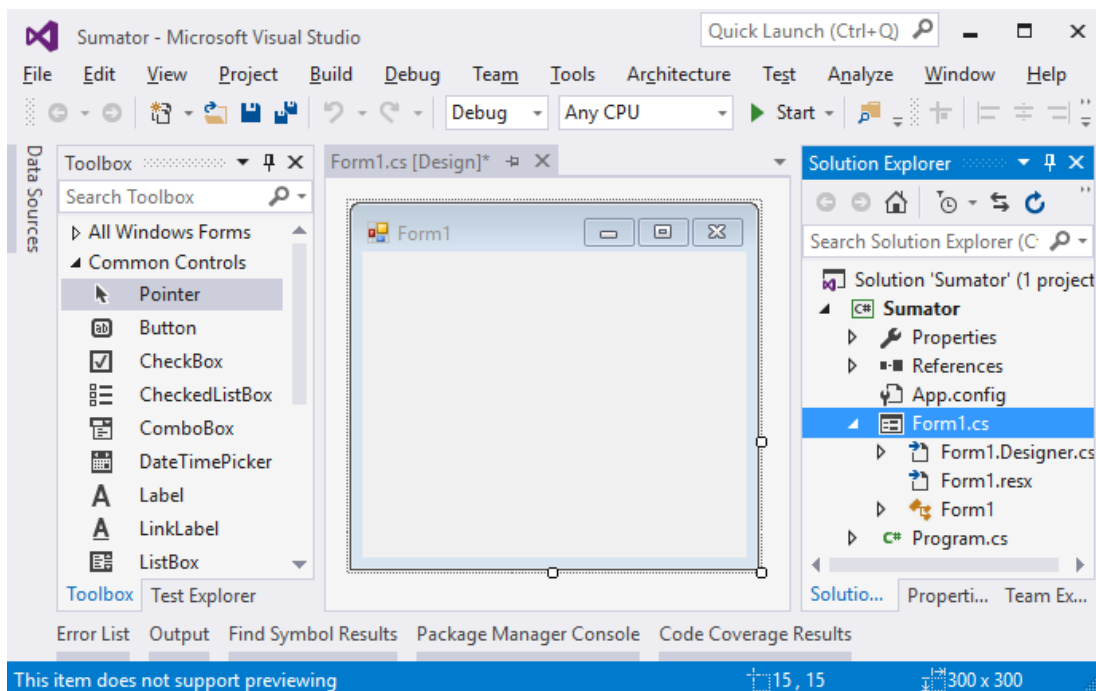 Sumator - Microsoft Visual Studio
Quick Launch (Ctrl+Q)
File Edit View Project Build Debug Team Tools Architecture Test Analyze Window Help
Debug Any CPU Start
Data Sources
Toolbox
Search Toolbox
All Windows Forms
Common Controls
Pointer
Button
CheckBox
CheckedListBox
ComboBox
DateTimePicker
Label
LinkLabel
ListBox
Toolbox Test Explorer
Form1.cs [Design]*
Form1
Solution Explorer
Search Solution Explorer (C
Solution 'Sumator' (1 project
C# Sumator
Properties
References
App.config
Form1.cs
Form1.Designer.cs
Form1.resx
Form1
C# Program.cs
Solutio... Properti... Team Ex...
Error List Output Find Symbol Results Package Manager Console Code Coverage Results
This item does not support previewing 15 , 15 300 x 300